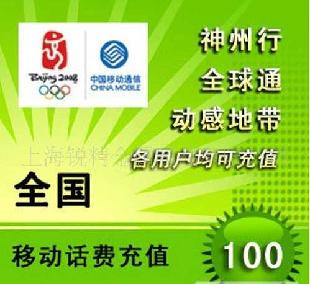 神州行
全球通
Beijing 2008
中国移动通信
CHINA MOBILE
动感地带
各用户均可充值
全国
移动话费充值
100